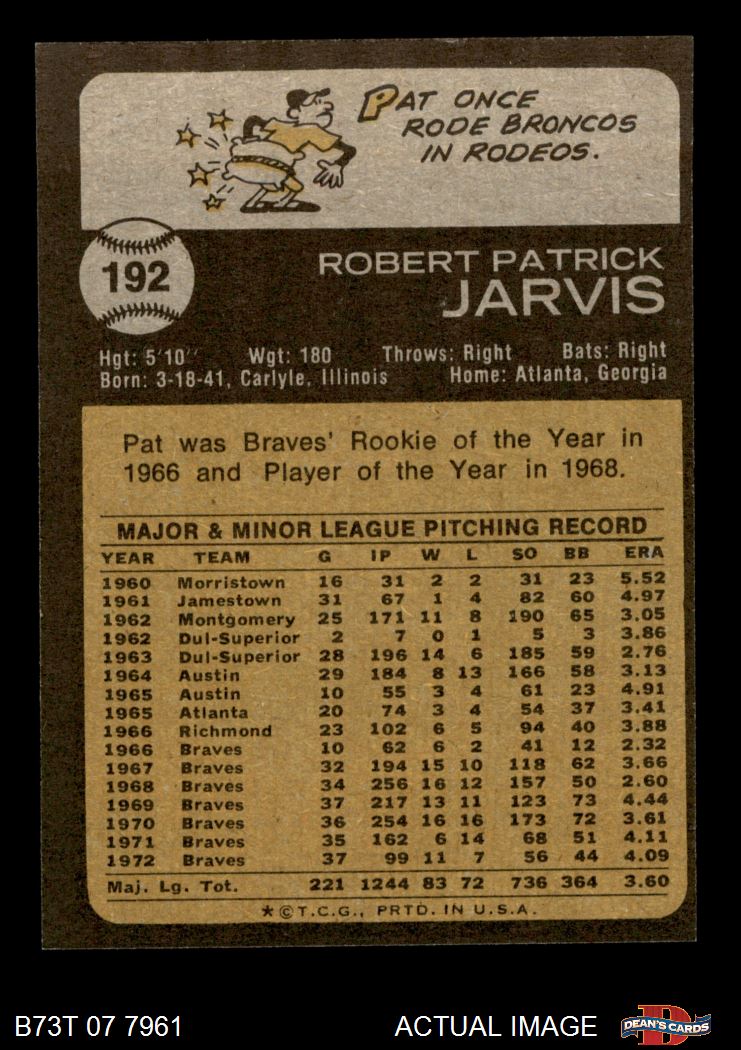 PAT ONCE
RODE BRONCOS
IN RODEOS.
192
ROBERT PATRICK
JARVIS
Hgt: 5'10" Wgt: 180 Throws: Right Bats: Right
Born: 3-18-41, Carlyle, Illinois Home: Atlanta, Georgia
Pat was Braves' Rookie of the Year in
1966 and Player of the Year in 1968.
MAJOR & MINOR LEAGUE PITCHING RECORD
YEAR TEAM G IP W L SO BB ERA
1960 Morristown 16 31 2 2 31 23 5.52
1961 Jamestown 31 67 1 4 82 60 4.97
1962 Montgomery 25 171 11 8 190 65 3.05
1962 Dul-Superior 2 7 0 1 5 3 3.86
1963 Dul-Superior 28 196 14 6 185 59 2.76
1964 Austin 29 184 8 13 166 58 3.13
1965 Austin 10 55 3 4 61 23 4.91
1965 Atlanta 20 74 3 4 54 37 3.41
1966 Richmond 23 102 6 5 94 40 3.88
1966 Braves 10 62 6 2 41 12 2.32
1967 Braves 32 194 15 10 118 62 3.66
1968 Braves 34 256 16 12 157 50 2.60
1969 Braves 37 217 13 11 123 73 4.44
1970 Braves 36 254 16 16 173 72 3.61
1971 Braves 35 162 6 14 68 51 4.11
1972 Braves 37 99 11 7 56 44 4.09
Maj. Lg. Tot. 221 1244 83 72 736 364 3.60
*©T.C.G., PRTD. IN U.S.A.
B73T 07 7961 ACTUAL IMAGE D DEAN'S CARDS